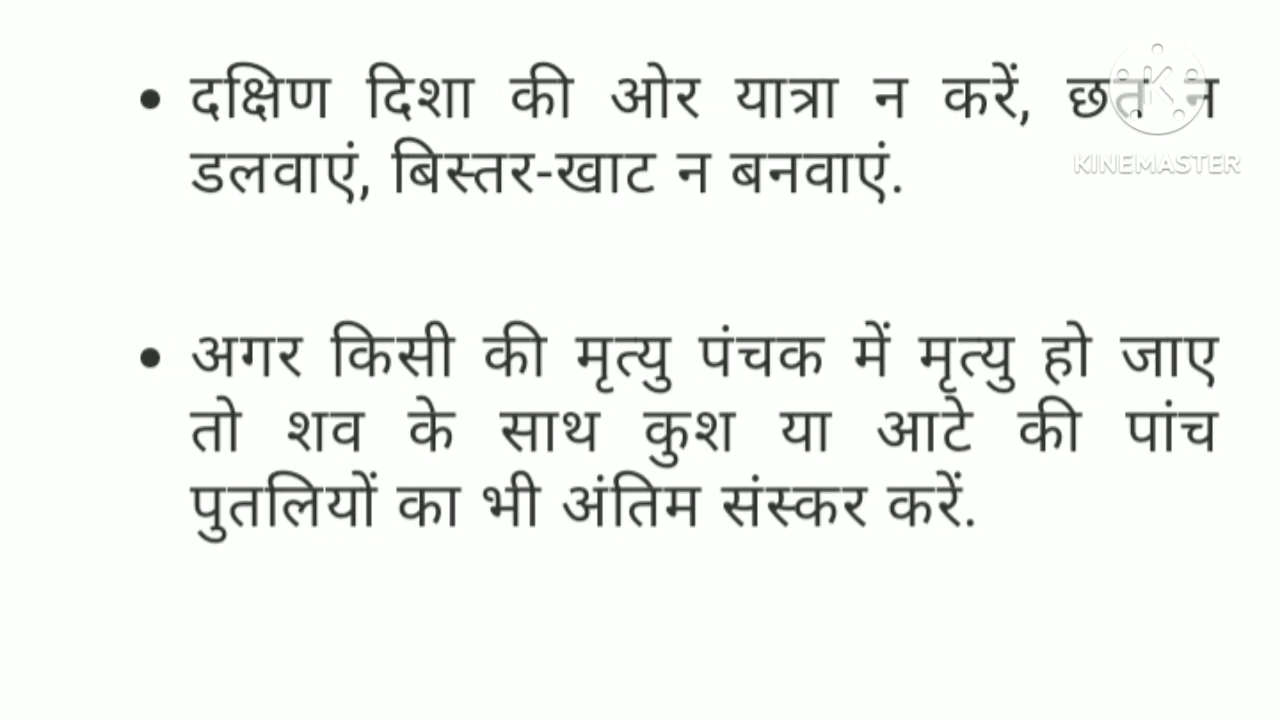 • दक्षिण दिशा की ओर यात्रा न करें, छत न
डलवाएं, बिस्तर-खाट न बनवाएं.
• अगर किसी की मृत्यु पंचक में मृत्यु हो जाए
तो शव के साथ कुश या आटे की पांच
पुतलियों का भी अंतिम संस्कर करें.
KINEMASTER